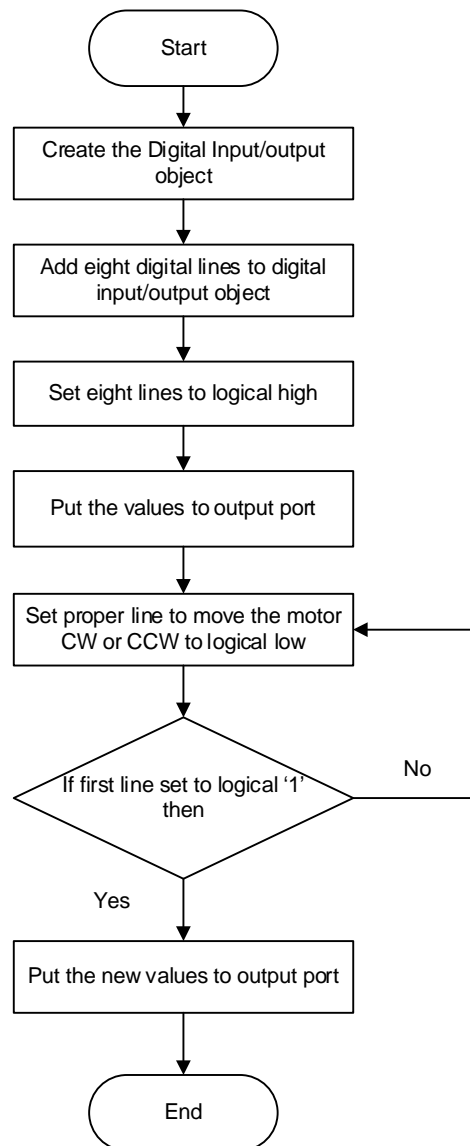 Start
Create the Digital Input/output
object
Add eight digital lines to digital
input/output object
Set eight lines to logical high
Put the values to output port
Set proper line to move the motor
CW or CCW to logical low
If first line set to logical ‘1’
then
No
Yes
Put the new values to output port
End